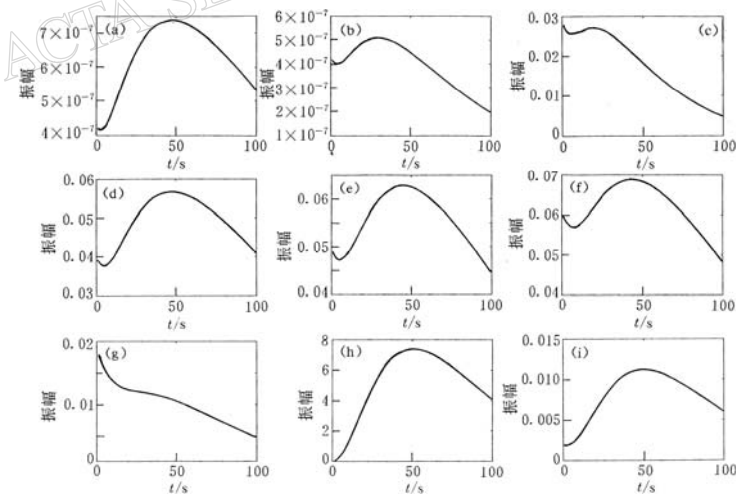 ACTA S
(a)
振幅
7×10⁻⁷
6×10⁻⁷
5×10⁻⁷
4×10⁻⁷
0 50 100
t/s
(b)
振幅
6×10⁻⁷
5×10⁻⁷
4×10⁻⁷
3×10⁻⁷
2×10⁻⁷
1×10⁻⁷
0 50 100
t/s
(c)
振幅
0.03
0.02
0.01
0
0 50 100
t/s
(d)
振幅
0.06
0.05
0.04
0.03
0 50 100
t/s
(e)
振幅
0.06
0.05
0.04
0 50 100
t/s
(f)
振幅
0.07
0.06
0.05
0.04
0 50 100
t/s
(g)
振幅
0.02
0.01
0
0 50 100
t/s
(h)
振幅
8
6
4
2
0
0 50 100
t/s
(i)
振幅
0.015
0.010
0.005
0
0 50 100
t/s